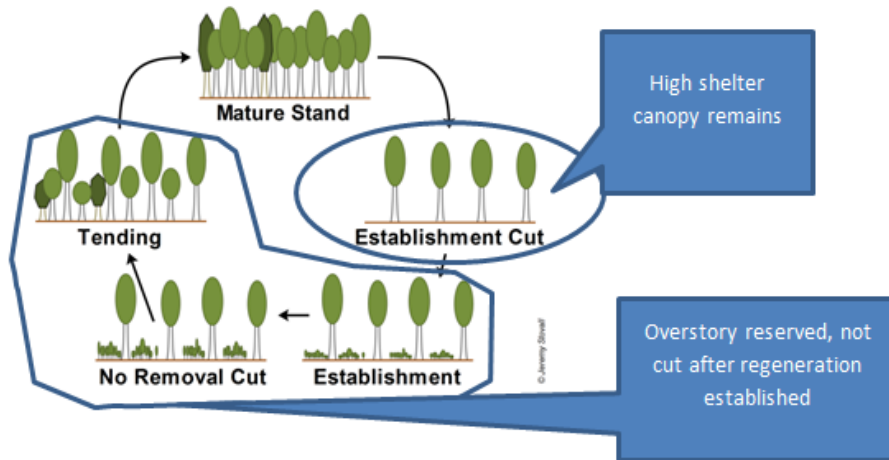 Mature Stand
High shelter
canopy remains
Establishment Cut
Tending
No Removal Cut
Establishment
© Jeremy Stovall
Overstory reserved, not
cut after regeneration
established